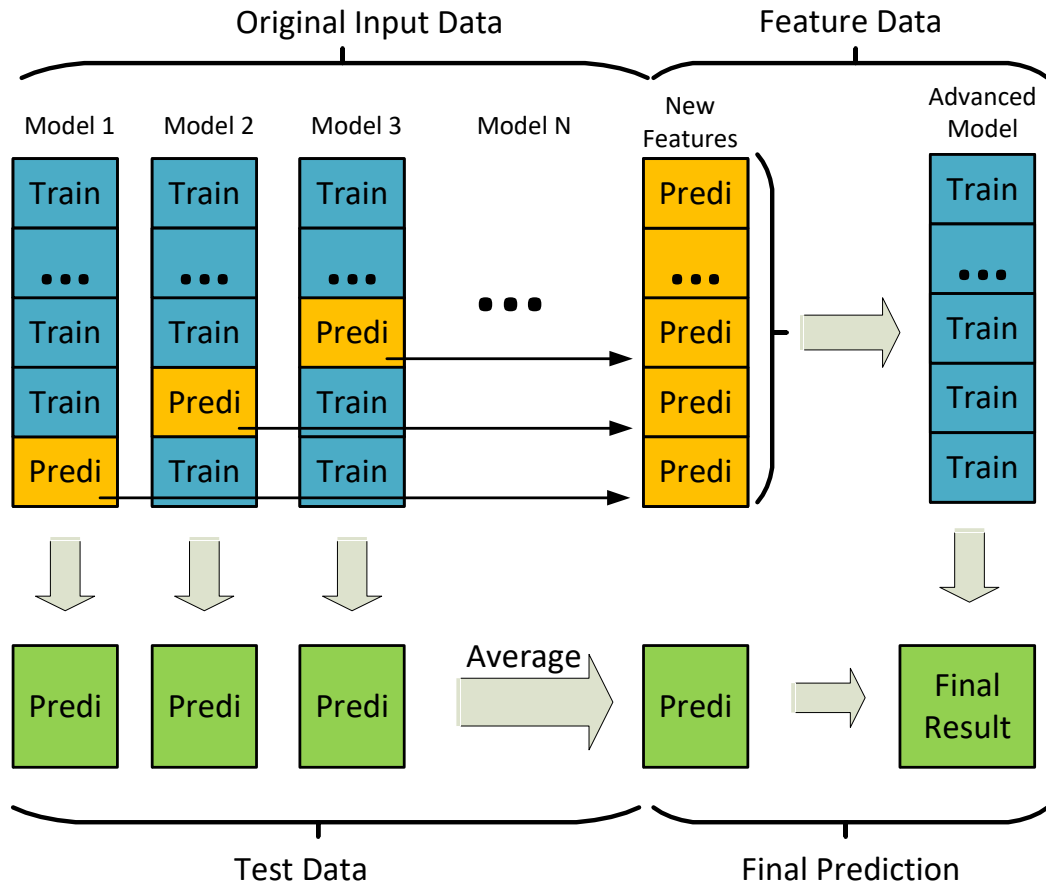 Original Input Data
Feature Data
Model 1
Model 2
Model 3
Model N
New
Features
Advanced
Model
Train
Train
Train
Predi
Train
...
...
...
...
...
...
Train
Train
Predi
Predi
Train
Train
Predi
Train
Predi
Train
Predi
Train
Train
Predi
Train
Predi
Predi
Predi
Average
Predi
Final
Result
Test Data
Final Prediction